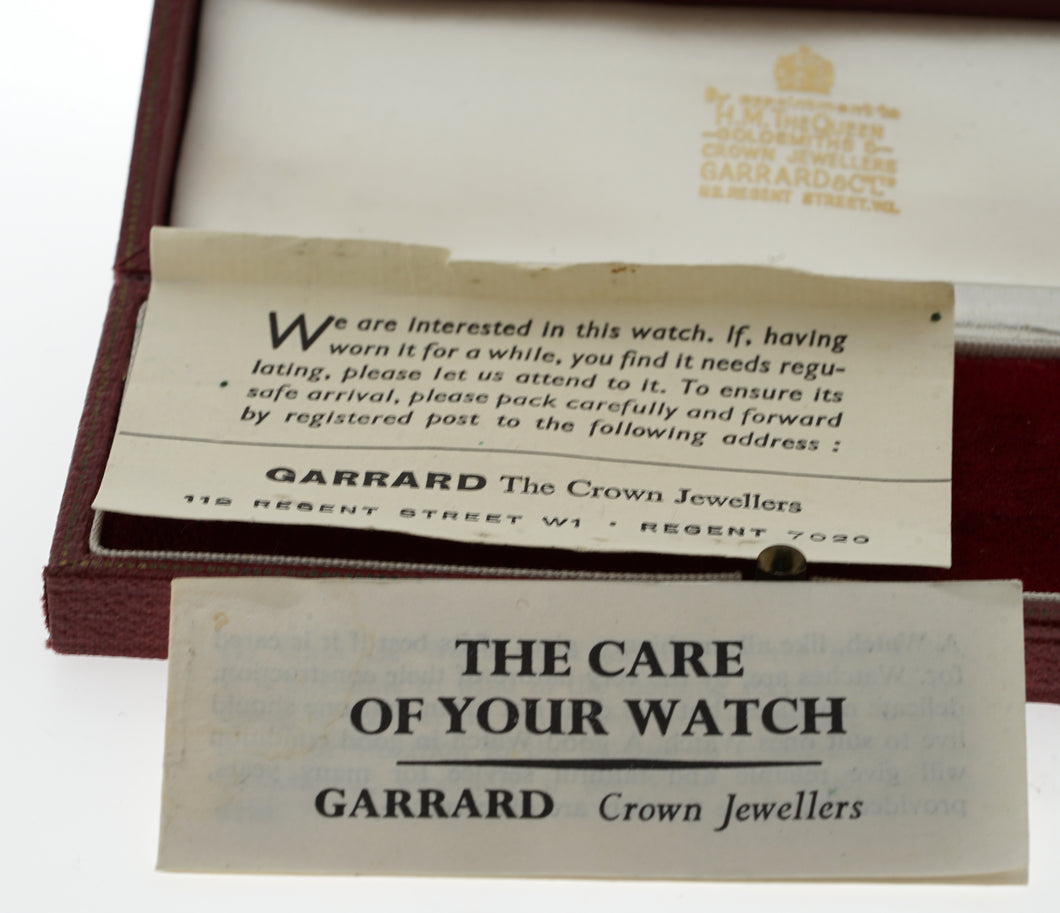 By appointment to
H.M. THE QUEEN
GOLDSMITHS &
CROWN JEWELLERS
GARRARD & CO. LTD
112, REGENT STREET. W.1.
We are interested in this watch. If, having
worn it for a while, you find it needs regu-
lating, please let us attend to it. To ensure its
safe arrival, please pack carefully and forward
by registered post to the following address :
GARRARD The Crown Jewellers
112 REGENT STREET W1 · REGENT 7020
THE CARE
OF YOUR WATCH
GARRARD Crown Jewellers